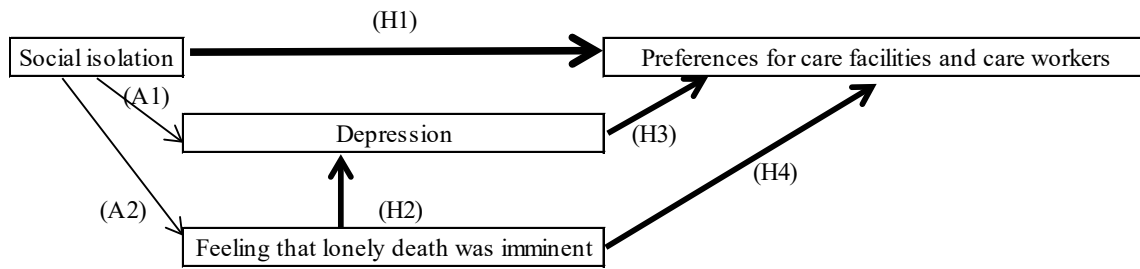 (H1)
Social isolation
Preferences for care facilities and care workers
(A1)
Depression
(H3)
(H4)
(A2)
(H2)
Feeling that lonely death was imminent